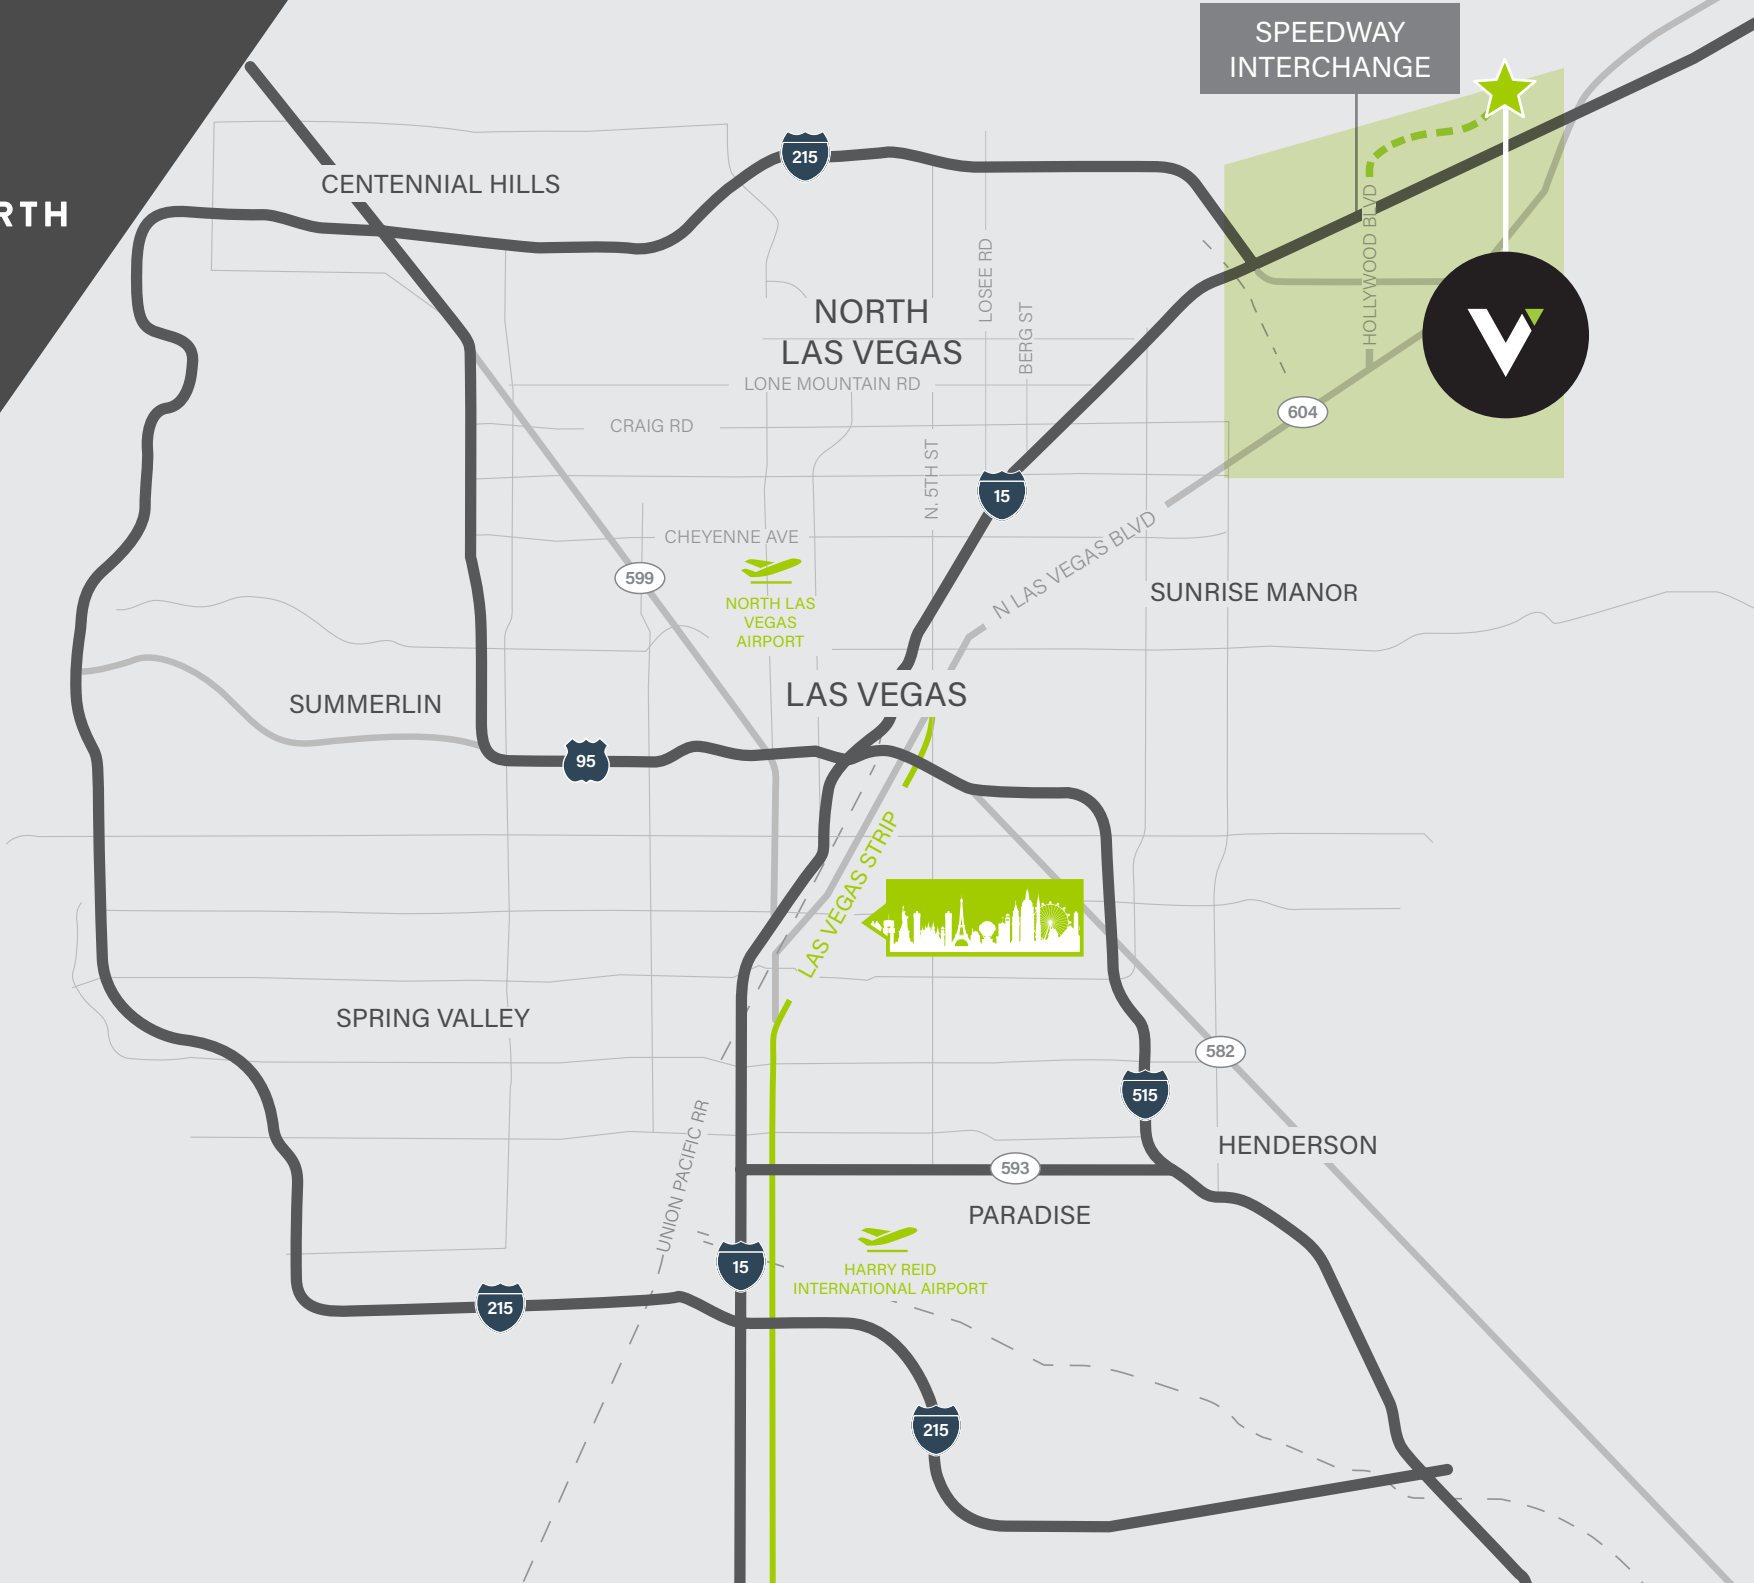 SPEEDWAY
INTERCHANGE
215
CENTENNIAL HILLS
RTH
HOLLYWOOD BLVD
LOSEE RD
NORTH
LAS VEGAS
BERG ST
LONE MOUNTAIN RD
604
CRAIG RD
N. 5TH ST
15
CHEYENNE AVE
N LAS VEGAS BLVD
599
NORTH LAS
VEGAS
AIRPORT
SUNRISE MANOR
LAS VEGAS
SUMMERLIN
95
LAS VEGAS STRIP
SPRING VALLEY
582
515
UNION PACIFIC RR
HENDERSON
593
PARADISE
15
HARRY REID
INTERNATIONAL AIRPORT
215
215